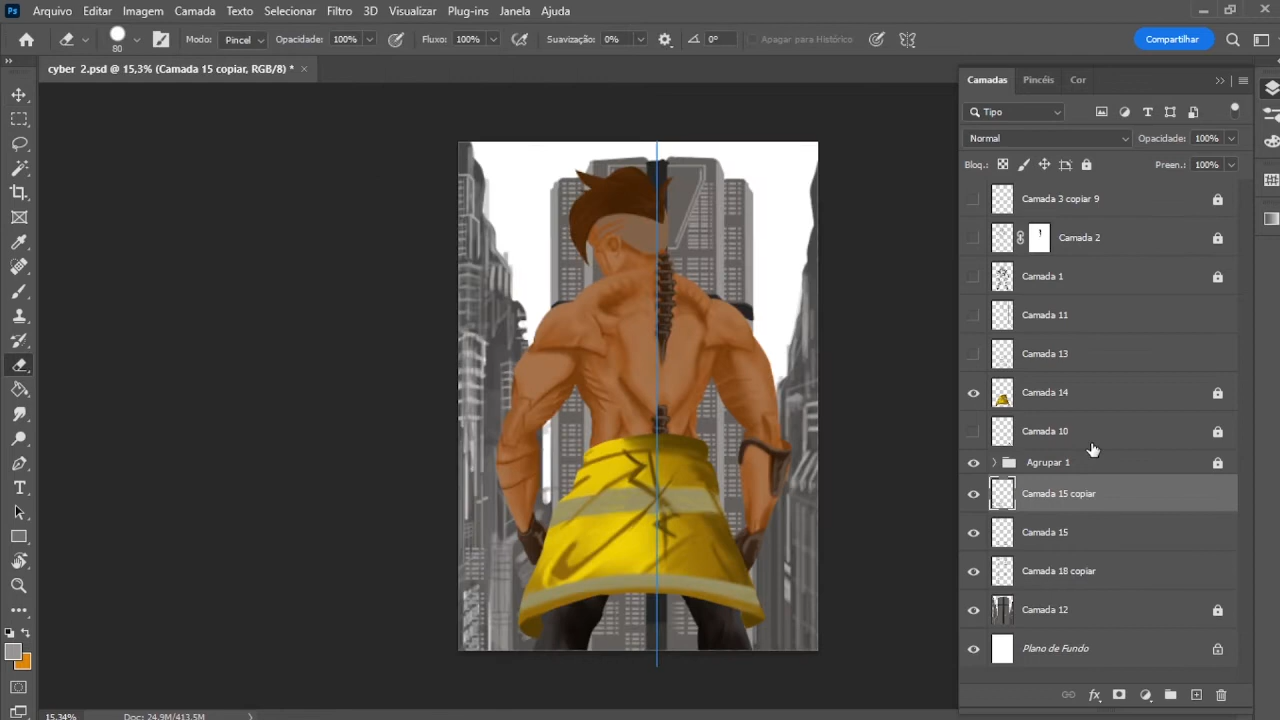 Ps Arquivo Editar Imagem Camada Texto Selecionar Filtro 3D Visualizar Plug-ins Janela Ajuda
80 Modo: Pincel Opacidade: 100% Fluxo: 100% Suavização: 0% 0° Apagar para Histórico Compartilhar
cyber 2.psd @ 15,3% (Camada 15 copiar, RGB/8) * ×
Camadas Pincéis Cor
Tipo
Normal Opacidade: 100%
Bloq.: Preen.: 100%
Camada 3 copiar 9
Camada 2
Camada 1
Camada 11
Camada 13
Camada 14
Camada 10
Agrupar 1
Camada 15 copiar
Camada 15
Camada 18 copiar
Camada 12
Plano de Fundo
15,34% Doc: 24,9M/413,5M